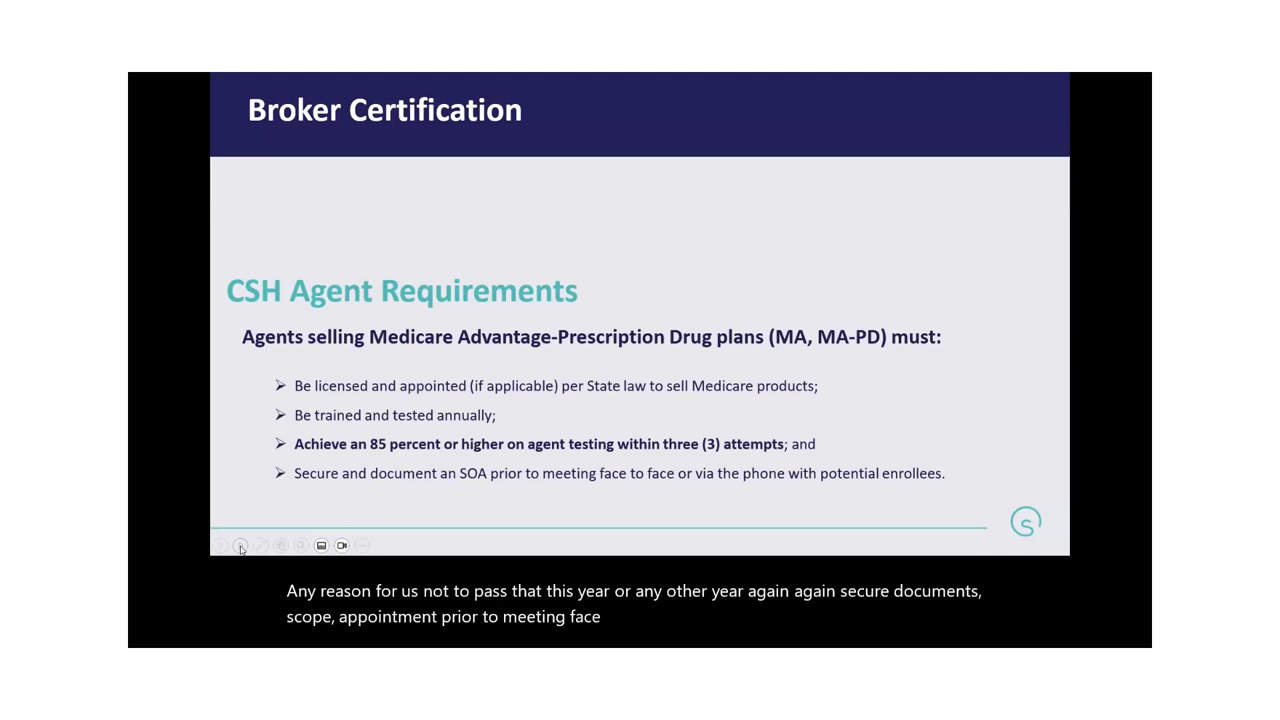 Broker Certification
CSH Agent Requirements
Agents selling Medicare Advantage-Prescription Drug plans (MA, MA-PD) must:
Be licensed and appointed (if applicable) per State law to sell Medicare products;
Be trained and tested annually;
Achieve an 85 percent or higher on agent testing within three (3) attempts; and
Secure and document an SOA prior to meeting face to face or via the phone with potential enrollees.
S
Any reason for us not to pass that this year or any other year again again secure documents,
scope, appointment prior to meeting face